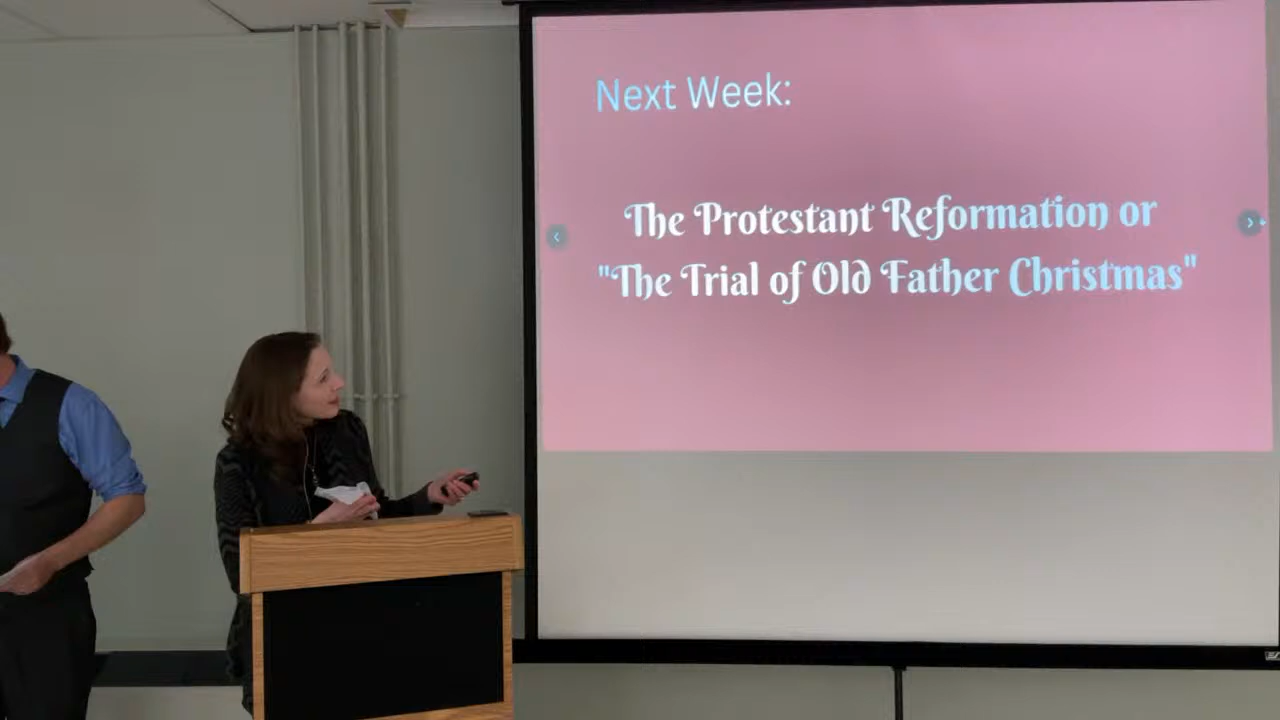 Next Week:
The Protestant Reformation or
"The Trial of Old Father Christmas"